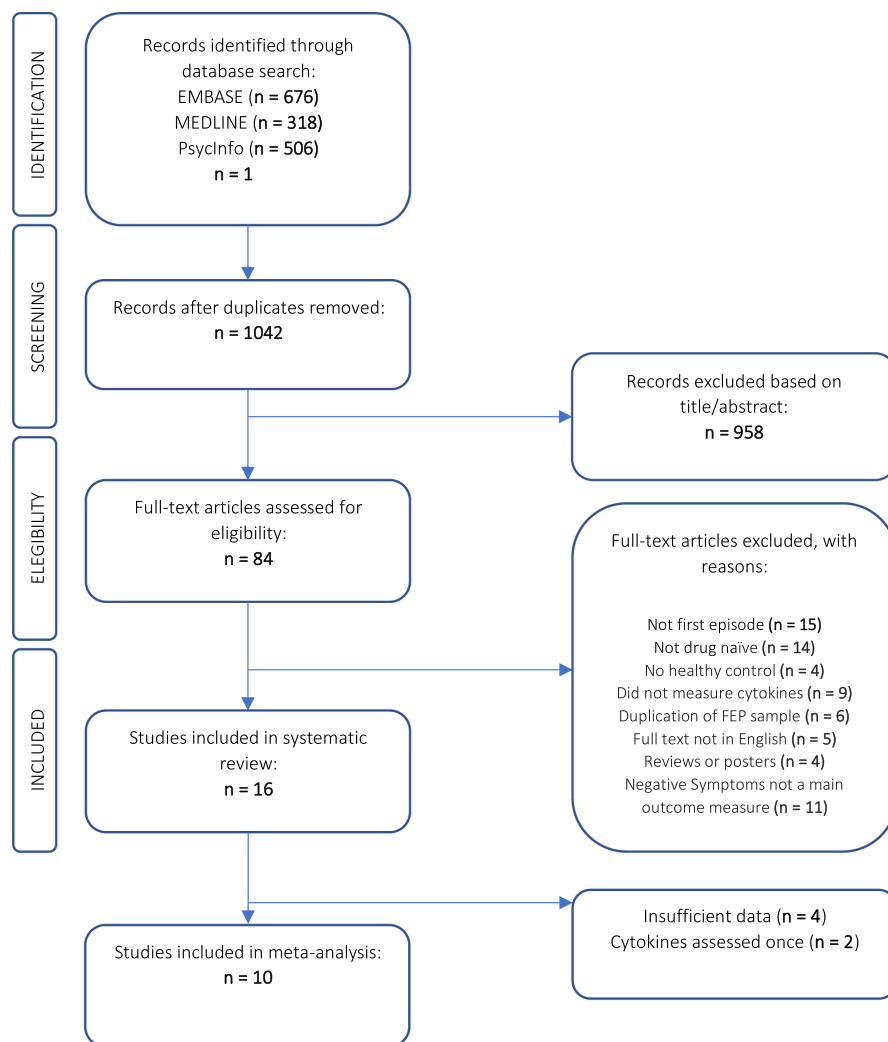 IDENTIFICATION
Records identified through
database search:
EMBASE (n = 676)
MEDLINE (n = 318)
PsycInfo (n = 506)
n = 1
SCREENING
Records after duplicates removed:
n = 1042
Records excluded based on
title/abstract:
n = 958
ELEGIBILITY
Full-text articles assessed for
eligibility:
n = 84
Full-text articles excluded, with
reasons:
Not first episode (n = 15)
Not drug naïve (n = 14)
No healthy control (n = 4)
Did not measure cytokines (n = 9)
Duplication of FEP sample (n = 6)
Full text not in English (n = 5)
Reviews or posters (n = 4)
Negative Symptoms not a main
outcome measure (n = 11)
INCLUDED
Studies included in systematic
review:
n = 16
Insufficient data (n = 4)
Cytokines assessed once (n = 2)
Studies included in meta-analysis:
n = 10